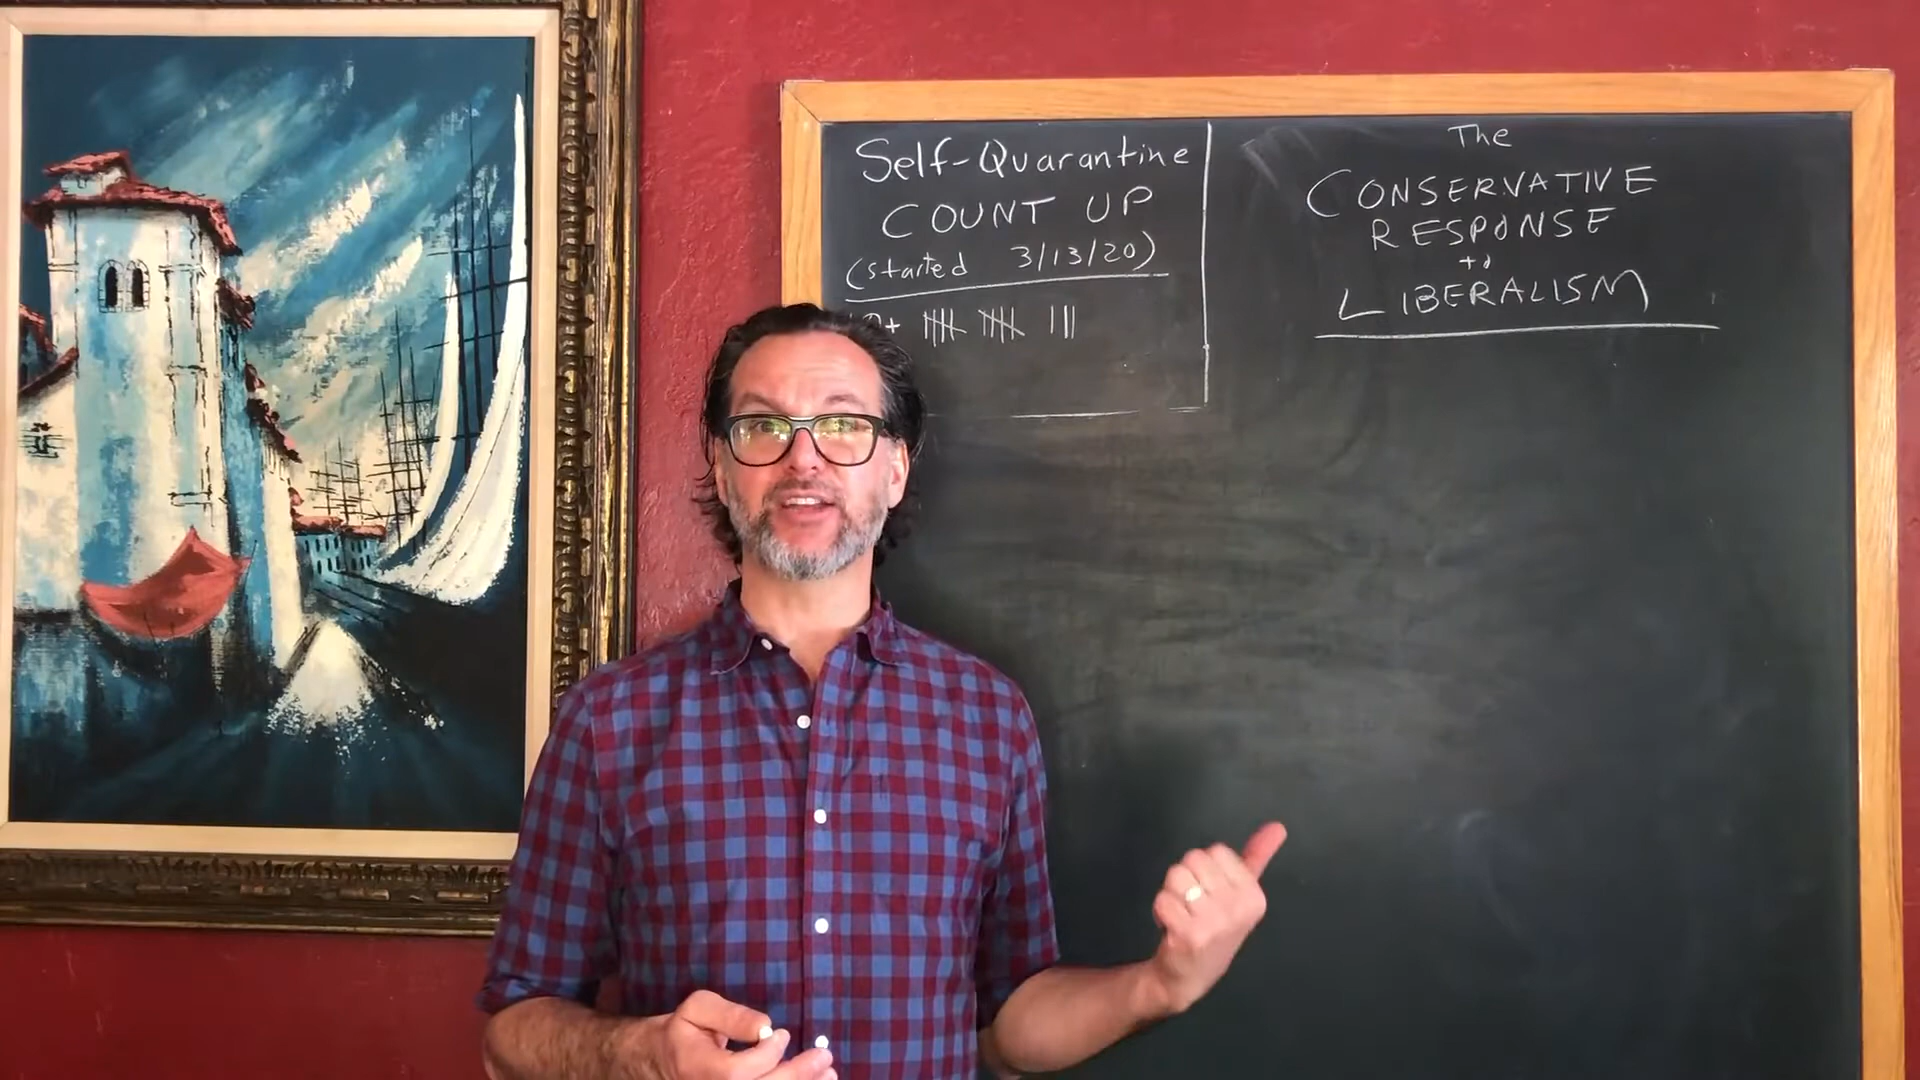 Self-Quarantine
COUNT UP
(started 3/13/20)
The
CONSERVATIVE
RESPONSE
to
LIBERALISM